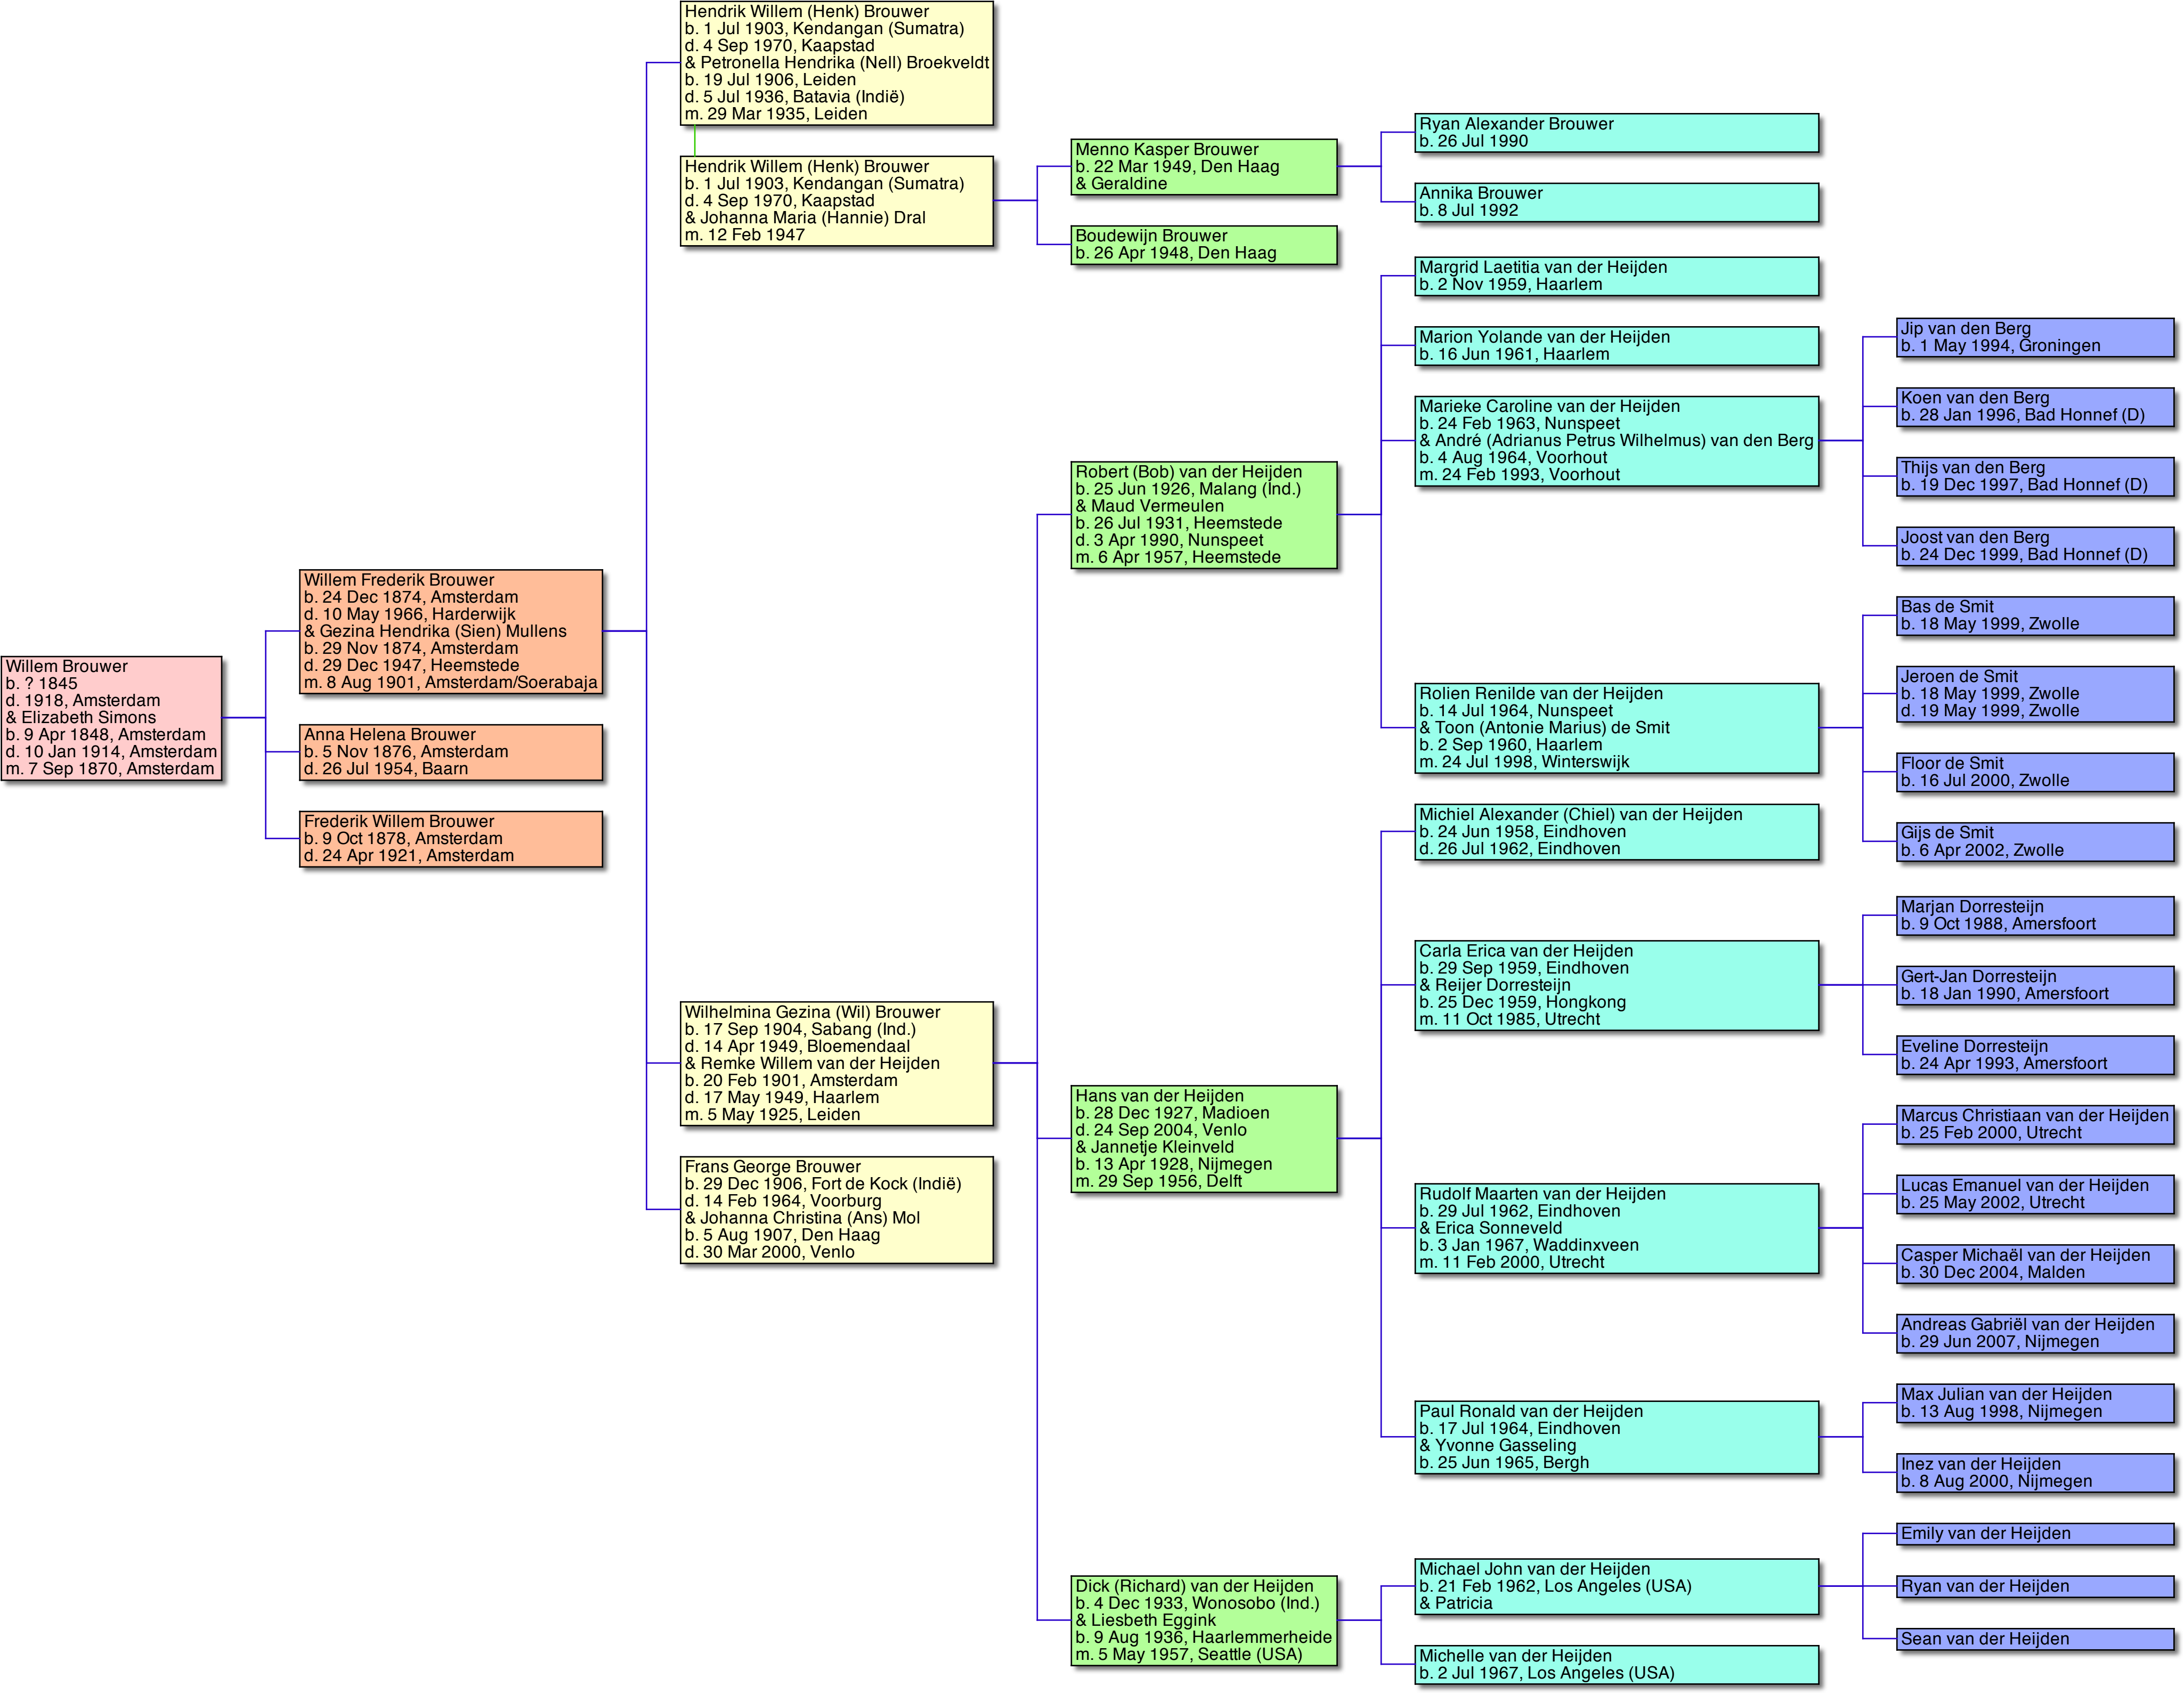 Willem Brouwer
b. ? 1845
d. 1918, Amsterdam
& Elizabeth Simons
b. 9 Apr 1848, Amsterdam
d. 10 Jan 1914, Amsterdam
m. 7 Sep 1870, Amsterdam
Willem Frederik Brouwer
b. 24 Dec 1874, Amsterdam
d. 10 May 1966, Harderwijk
& Gezina Hendrika (Sien) Mullens
b. 29 Nov 1874, Amsterdam
d. 29 Dec 1947, Heemstede
m. 8 Aug 1901, Amsterdam/Soerabaja
Anna Helena Brouwer
b. 5 Nov 1876, Amsterdam
d. 26 Jul 1954, Baarn
Frederik Willem Brouwer
b. 9 Oct 1878, Amsterdam
d. 24 Apr 1921, Amsterdam
Hendrik Willem (Henk) Brouwer
b. 1 Jul 1903, Kendangan (Sumatra)
d. 4 Sep 1970, Kaapstad
& Petronella Hendrika (Nell) Broekveldt
b. 19 Jul 1906, Leiden
d. 5 Jul 1936, Batavia (Indië)
m. 29 Mar 1935, Leiden
Hendrik Willem (Henk) Brouwer
b. 1 Jul 1903, Kendangan (Sumatra)
d. 4 Sep 1970, Kaapstad
& Johanna Maria (Hannie) Dral
m. 12 Feb 1947
Wilhelmina Gezina (Wil) Brouwer
b. 17 Sep 1904, Sabang (Ind.)
d. 14 Apr 1949, Bloemendaal
& Remke Willem van der Heijden
b. 20 Feb 1901, Amsterdam
d. 17 May 1949, Haarlem
m. 5 May 1925, Leiden
Frans George Brouwer
b. 29 Dec 1906, Fort de Kock (Indië)
d. 14 Feb 1964, Voorburg
& Johanna Christina (Ans) Mol
b. 5 Aug 1907, Den Haag
d. 30 Mar 2000, Venlo
Menno Kasper Brouwer
b. 22 Mar 1949, Den Haag
& Geraldine
Boudewijn Brouwer
b. 26 Apr 1948, Den Haag
Robert (Bob) van der Heijden
b. 25 Jun 1926, Malang (Ind.)
& Maud Vermeulen
b. 26 Jul 1931, Heemstede
d. 3 Apr 1990, Nunspeet
m. 6 Apr 1957, Heemstede
Hans van der Heijden
b. 28 Dec 1927, Madioen
d. 24 Sep 2004, Venlo
& Jannetje Kleinveld
b. 13 Apr 1928, Nijmegen
m. 29 Sep 1956, Delft
Dick (Richard) van der Heijden
b. 4 Dec 1933, Wonosobo (Ind.)
& Liesbeth Eggink
b. 9 Aug 1936, Haarlemmerheide
m. 5 May 1957, Seattle (USA)
Ryan Alexander Brouwer
b. 26 Jul 1990
Annika Brouwer
b. 8 Jul 1992
Margrid Laetitia van der Heijden
b. 2 Nov 1959, Haarlem
Marion Yolande van der Heijden
b. 16 Jun 1961, Haarlem
Marieke Caroline van der Heijden
b. 24 Feb 1963, Nunspeet
& André (Adrianus Petrus Wilhelmus) van den Berg
b. 4 Aug 1964, Voorhout
m. 24 Feb 1993, Voorhout
Rolien Renilde van der Heijden
b. 14 Jul 1964, Nunspeet
& Toon (Antonie Marius) de Smit
b. 2 Sep 1960, Haarlem
m. 24 Jul 1998, Winterswijk
Michiel Alexander (Chiel) van der Heijden
b. 24 Jun 1958, Eindhoven
d. 26 Jul 1962, Eindhoven
Carla Erica van der Heijden
b. 29 Sep 1959, Eindhoven
& Reijer Dorresteijn
b. 25 Dec 1959, Hongkong
m. 11 Oct 1985, Utrecht
Rudolf Maarten van der Heijden
b. 29 Jul 1962, Eindhoven
& Erica Sonneveld
b. 3 Jan 1967, Waddinxveen
m. 11 Feb 2000, Utrecht
Paul Ronald van der Heijden
b. 17 Jul 1964, Eindhoven
& Yvonne Gasseling
b. 25 Jun 1965, Bergh
Michael John van der Heijden
b. 21 Feb 1962, Los Angeles (USA)
& Patricia
Michelle van der Heijden
b. 2 Jul 1967, Los Angeles (USA)
Jip van den Berg
b. 1 May 1994, Groningen
Koen van den Berg
b. 28 Jan 1996, Bad Honnef (D)
Thijs van den Berg
b. 19 Dec 1997, Bad Honnef (D)
Joost van den Berg
b. 24 Dec 1999, Bad Honnef (D)
Bas de Smit
b. 18 May 1999, Zwolle
Jeroen de Smit
b. 18 May 1999, Zwolle
d. 19 May 1999, Zwolle
Floor de Smit
b. 16 Jul 2000, Zwolle
Gijs de Smit
b. 6 Apr 2002, Zwolle
Marjan Dorresteijn
b. 9 Oct 1988, Amersfoort
Gert-Jan Dorresteijn
b. 18 Jan 1990, Amersfoort
Eveline Dorresteijn
b. 24 Apr 1993, Amersfoort
Marcus Christiaan van der Heijden
b. 25 Feb 2000, Utrecht
Lucas Emanuel van der Heijden
b. 25 May 2002, Utrecht
Casper Michaël van der Heijden
b. 30 Dec 2004, Malden
Andreas Gabriël van der Heijden
b. 29 Jun 2007, Nijmegen
Max Julian van der Heijden
b. 13 Aug 1998, Nijmegen
Inez van der Heijden
b. 8 Aug 2000, Nijmegen
Emily van der Heijden
Ryan van der Heijden
Sean van der Heijden